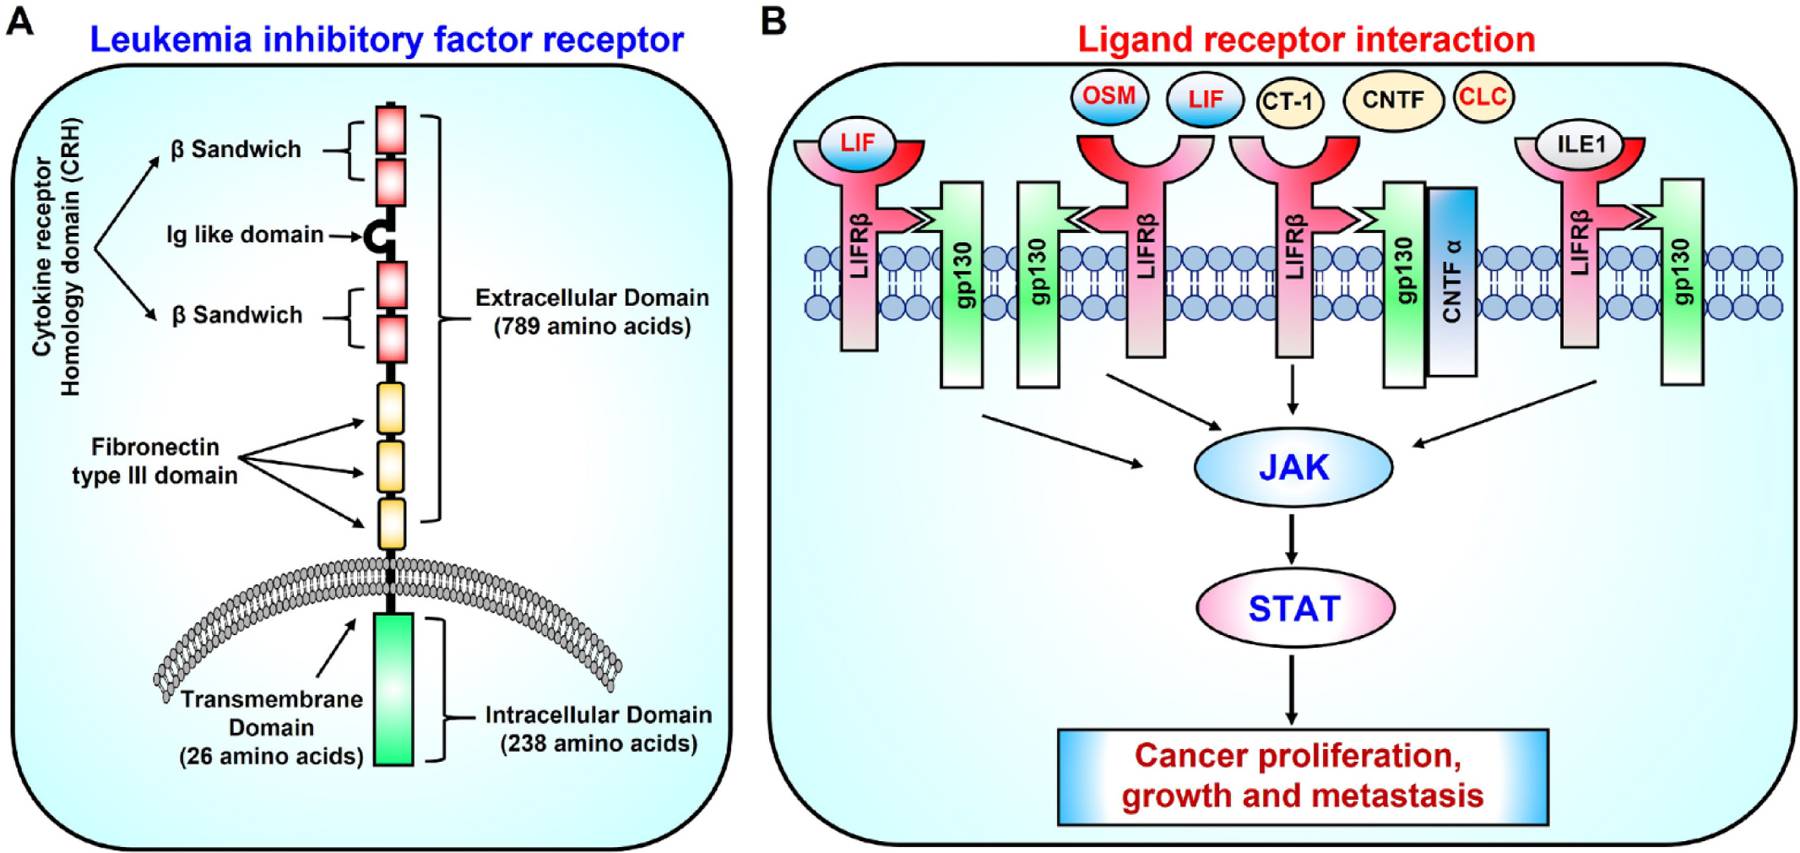 A
Leukemia inhibitory factor receptor
Cytokine receptor
Homology domain (CRH)
β Sandwich
Ig like domain
β Sandwich
Extracellular Domain
(789 amino acids)
Fibronectin
type III domain
Transmembrane
Domain
(26 amino acids)
Intracellular Domain
(238 amino acids)
B
Ligand receptor interaction
OSM
LIF
CT-1
CNTF
CLC
LIF
ILE1
LIFRβ
gp130
gp130
LIFRβ
LIFRβ
gp130
CNTF α
LIFRβ
gp130
JAK
STAT
Cancer proliferation,
growth and metastasis